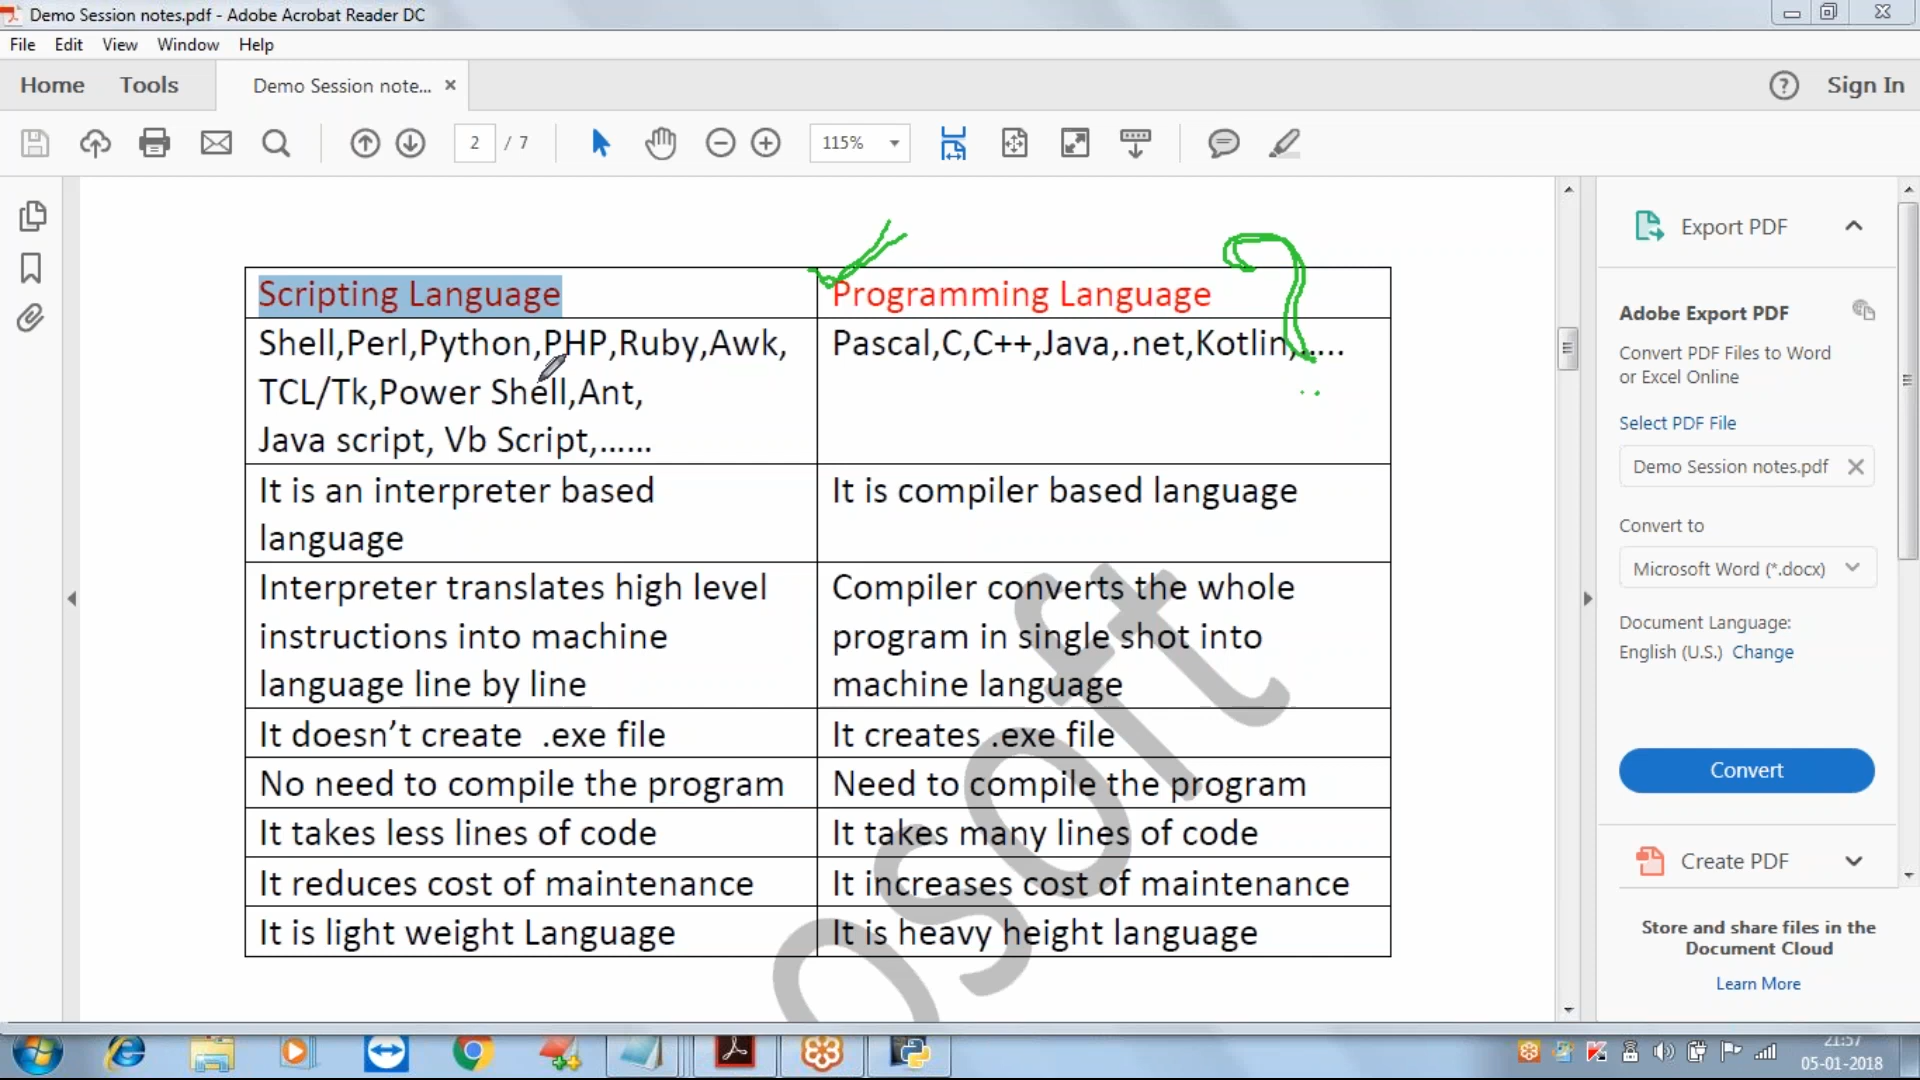 Demo Session notes.pdf - Adobe Acrobat Reader DC
File Edit View Window Help
Home Tools Demo Session note... Sign In
2 / 7 115%
Scripting Language Programming Language
Shell,Perl,Python,PHP,Ruby,Awk, Pascal,C,C++,Java,.net,Kotlin,.....
TCL/Tk,Power Shell,Ant,
Java script, Vb Script,......
It is an interpreter based It is compiler based language
language
Interpreter translates high level Compiler converts the whole
instructions into machine program in single shot into
language line by line machine language
It doesn’t create .exe file It creates .exe file
No need to compile the program Need to compile the program
It takes less lines of code It takes many lines of code
It reduces cost of maintenance It increases cost of maintenance
It is light weight Language It is heavy height language
osoft
Export PDF
Adobe Export PDF
Convert PDF Files to Word
or Excel Online
Select PDF File
Demo Session notes.pdf
Convert to
Microsoft Word (*.docx)
Document Language:
English (U.S.) Change
Convert
Create PDF
Store and share files in the
Document Cloud
Learn More
21:57
05-01-2018